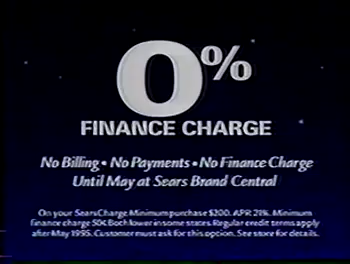 0%
FINANCE CHARGE
No Billing • No Payments • No Finance Charge
Until May at Sears Brand Central
On your SearsCharge. Minimum purchase $200. APR 21%. Minimum
finance charge 50¢. Both lower in some states. Regular credit terms apply
after May 1995. Customer must ask for this option. See store for details.